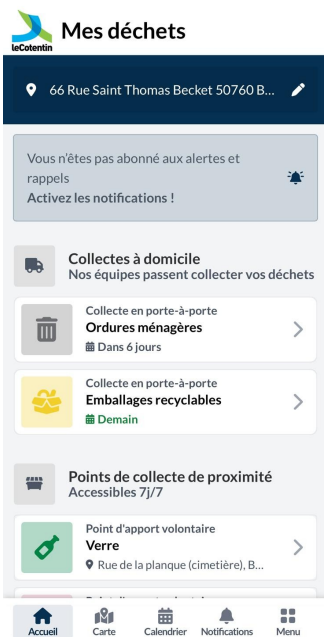 leCotentin
Mes déchets
66 Rue Saint Thomas Becket 50760 B...
Vous n'êtes pas abonné aux alertes et
rappels
Activez les notifications !
Collectes à domicile
Nos équipes passent collecter vos déchets
Collecte en porte-à-porte
Ordures ménagères
Dans 6 jours
Collecte en porte-à-porte
Emballages recyclables
Demain
Points de collecte de proximité
Accessibles 7j/7
Point d'apport volontaire
Verre
Rue de la planque (cimetière), B...
Accueil
Carte
Calendrier
Notifications
Menu